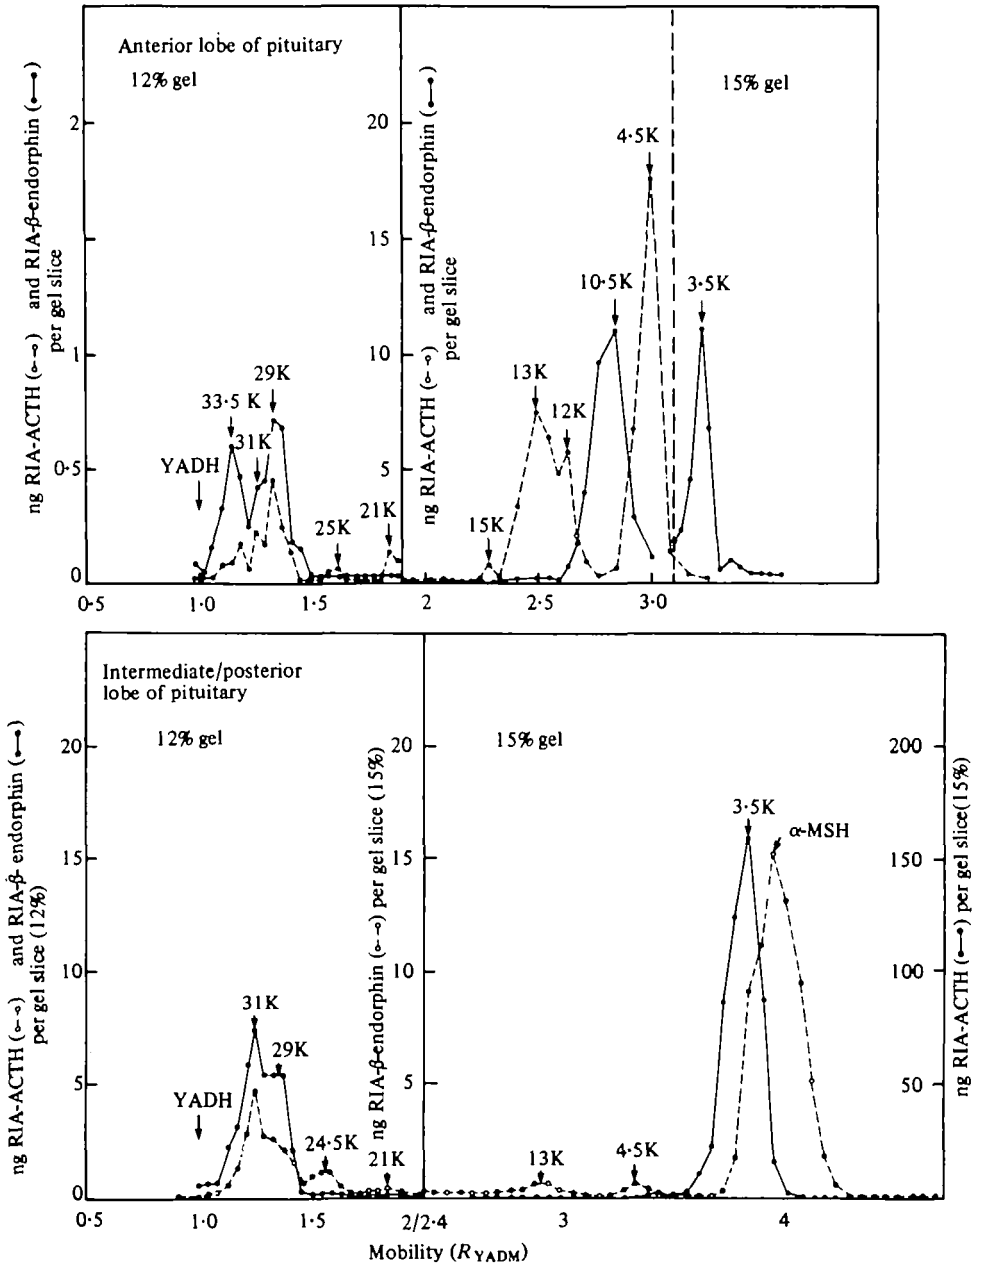 Anterior lobe of pituitary
12% gel
15% gel
ng RIA-ACTH (o--o) and RIA-β-endorphin (●—●)
per gel slice
2
1
0·5
0
YADH
33·5 K
31K
29K
25K
21K
ng RIA-ACTH (o--o) and RIA-β-endorphin (●—●)
per gel slice
20
15
10
5
15K
13K
12K
10·5K
4·5K
3·5K
0·5 1·0 1·5 2 2·5 3·0
Intermediate/posterior
lobe of pituitary
12% gel
15% gel
ng RIA-ACTH (o--o) and RIA-β- endorphin (●—●)
per gel slice (12%)
20
15
10
5
0
YADH
31K
29K
24·5K
21K
ng RIA-β-endorphin (o--o) per gel slice (15%)
20
15
10
5
13K
4·5K
3·5K
α-MSH
200
150
100
50
ng RIA-ACTH (●—●) per gel slice(15%)
0·5 1·0 1·5 2/2·4 3 4
Mobility (R YADM)